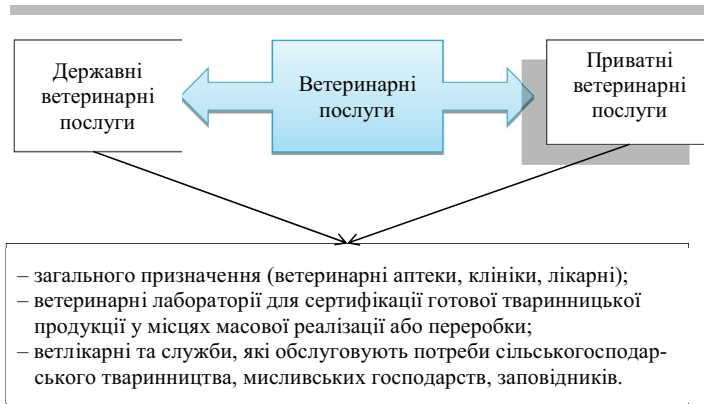 Державні
ветеринарні
послуги
Ветеринарні
послуги
Приватні
ветеринарні
послуги
– загального призначення (ветеринарні аптеки, клініки, лікарні);
– ветеринарні лабораторії для сертифікації готової тваринницької
продукції у місцях масової реалізації або переробки;
– ветлікарні та служби, які обслуговують потреби сільськогосподар-
ського тваринництва, мисливських господарств, заповідників.